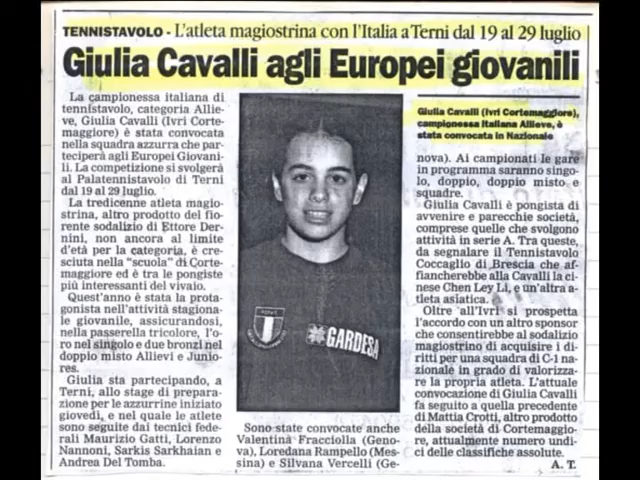 TENNISTAVOLO - L'atleta magiostrina con l'Italia a Terni dal 19 al 29 luglio
Giulia Cavalli agli Europei giovanili
La campionessa italiana di
tennistavolo, categoria Allie-
ve, Giulia Cavalli (Ivri Corte-
maggiore) è stata convocata
nella squadra azzurra che par-
teciperà agli Europei Giovani-
li. La competizione si svolgerà
al Palatennistavolo di Terni
dal 19 al 29 luglio.
La tredicenne atleta magio-
strina, altro prodotto del fio-
rente sodalizio di Ettore Der-
nini, non ancora al limite
d'età per la categoria, è cre-
sciuta nella "scuola" di Corte-
maggiore ed è tra le pongiste
più interessanti del vivaio.
Quest'anno è stata la protago-
nista nell'attività stagiona-
le giovanile, assicurandosi,
nella passerella tricolore, l'o-
ro nel singolo e due bronzi nel
doppio misto Allievi e Junio-
res.
Giulia sta partecipando, a
Terni, allo stage di prepara-
zione per le azzurrine iniziato
giovedì, e nel quale le atlete
sono seguite dai tecnici fede-
rali Maurizio Gatti, Lorenzo
Nannoni, Sarkis Sarkhaian e
Andrea Del Tomba.
GARDESA
Sono state convocate anche
Valentina Fracciolla (Geno-
va), Loredana Rampello (Mes-
sina) e Silvana Vercelli (Ge-
Giulia Cavalli (Ivri Cortemaggiore),
campionessa Italiana Allieve, è
stata convocata in Nazionale
nova). Ai campionati le gare
in programma saranno singo-
lo, doppio, doppio misto e
squadre.
Giulia Cavalli è pongista di
avvenire e parecchie società,
comprese quelle che svolgono
attività in serie A. Tra queste,
da segnalare il Tennistavolo
Coccaglio di Brescia che af-
fiancherebbe alla Cavalli la ci-
nese Chen Ley Li, e un'altra a-
tleta asiatica.
Oltre all'Ivri si prospetta
l'accordo con un altro sponsor
che consentirebbe al sodalizio
magiostrino di acquisire i di-
ritti per una squadra di C-1
nazionale in grado di valorizza-
re la propria atleta. L'attuale
convocazione di Giulia Cavalli
fa seguito a quella precedente
di Mattia Crotti, altro prodotto
della società di Cortemaggio-
re, attualmente numero undi-
ci delle classifiche assolute.
A. T.